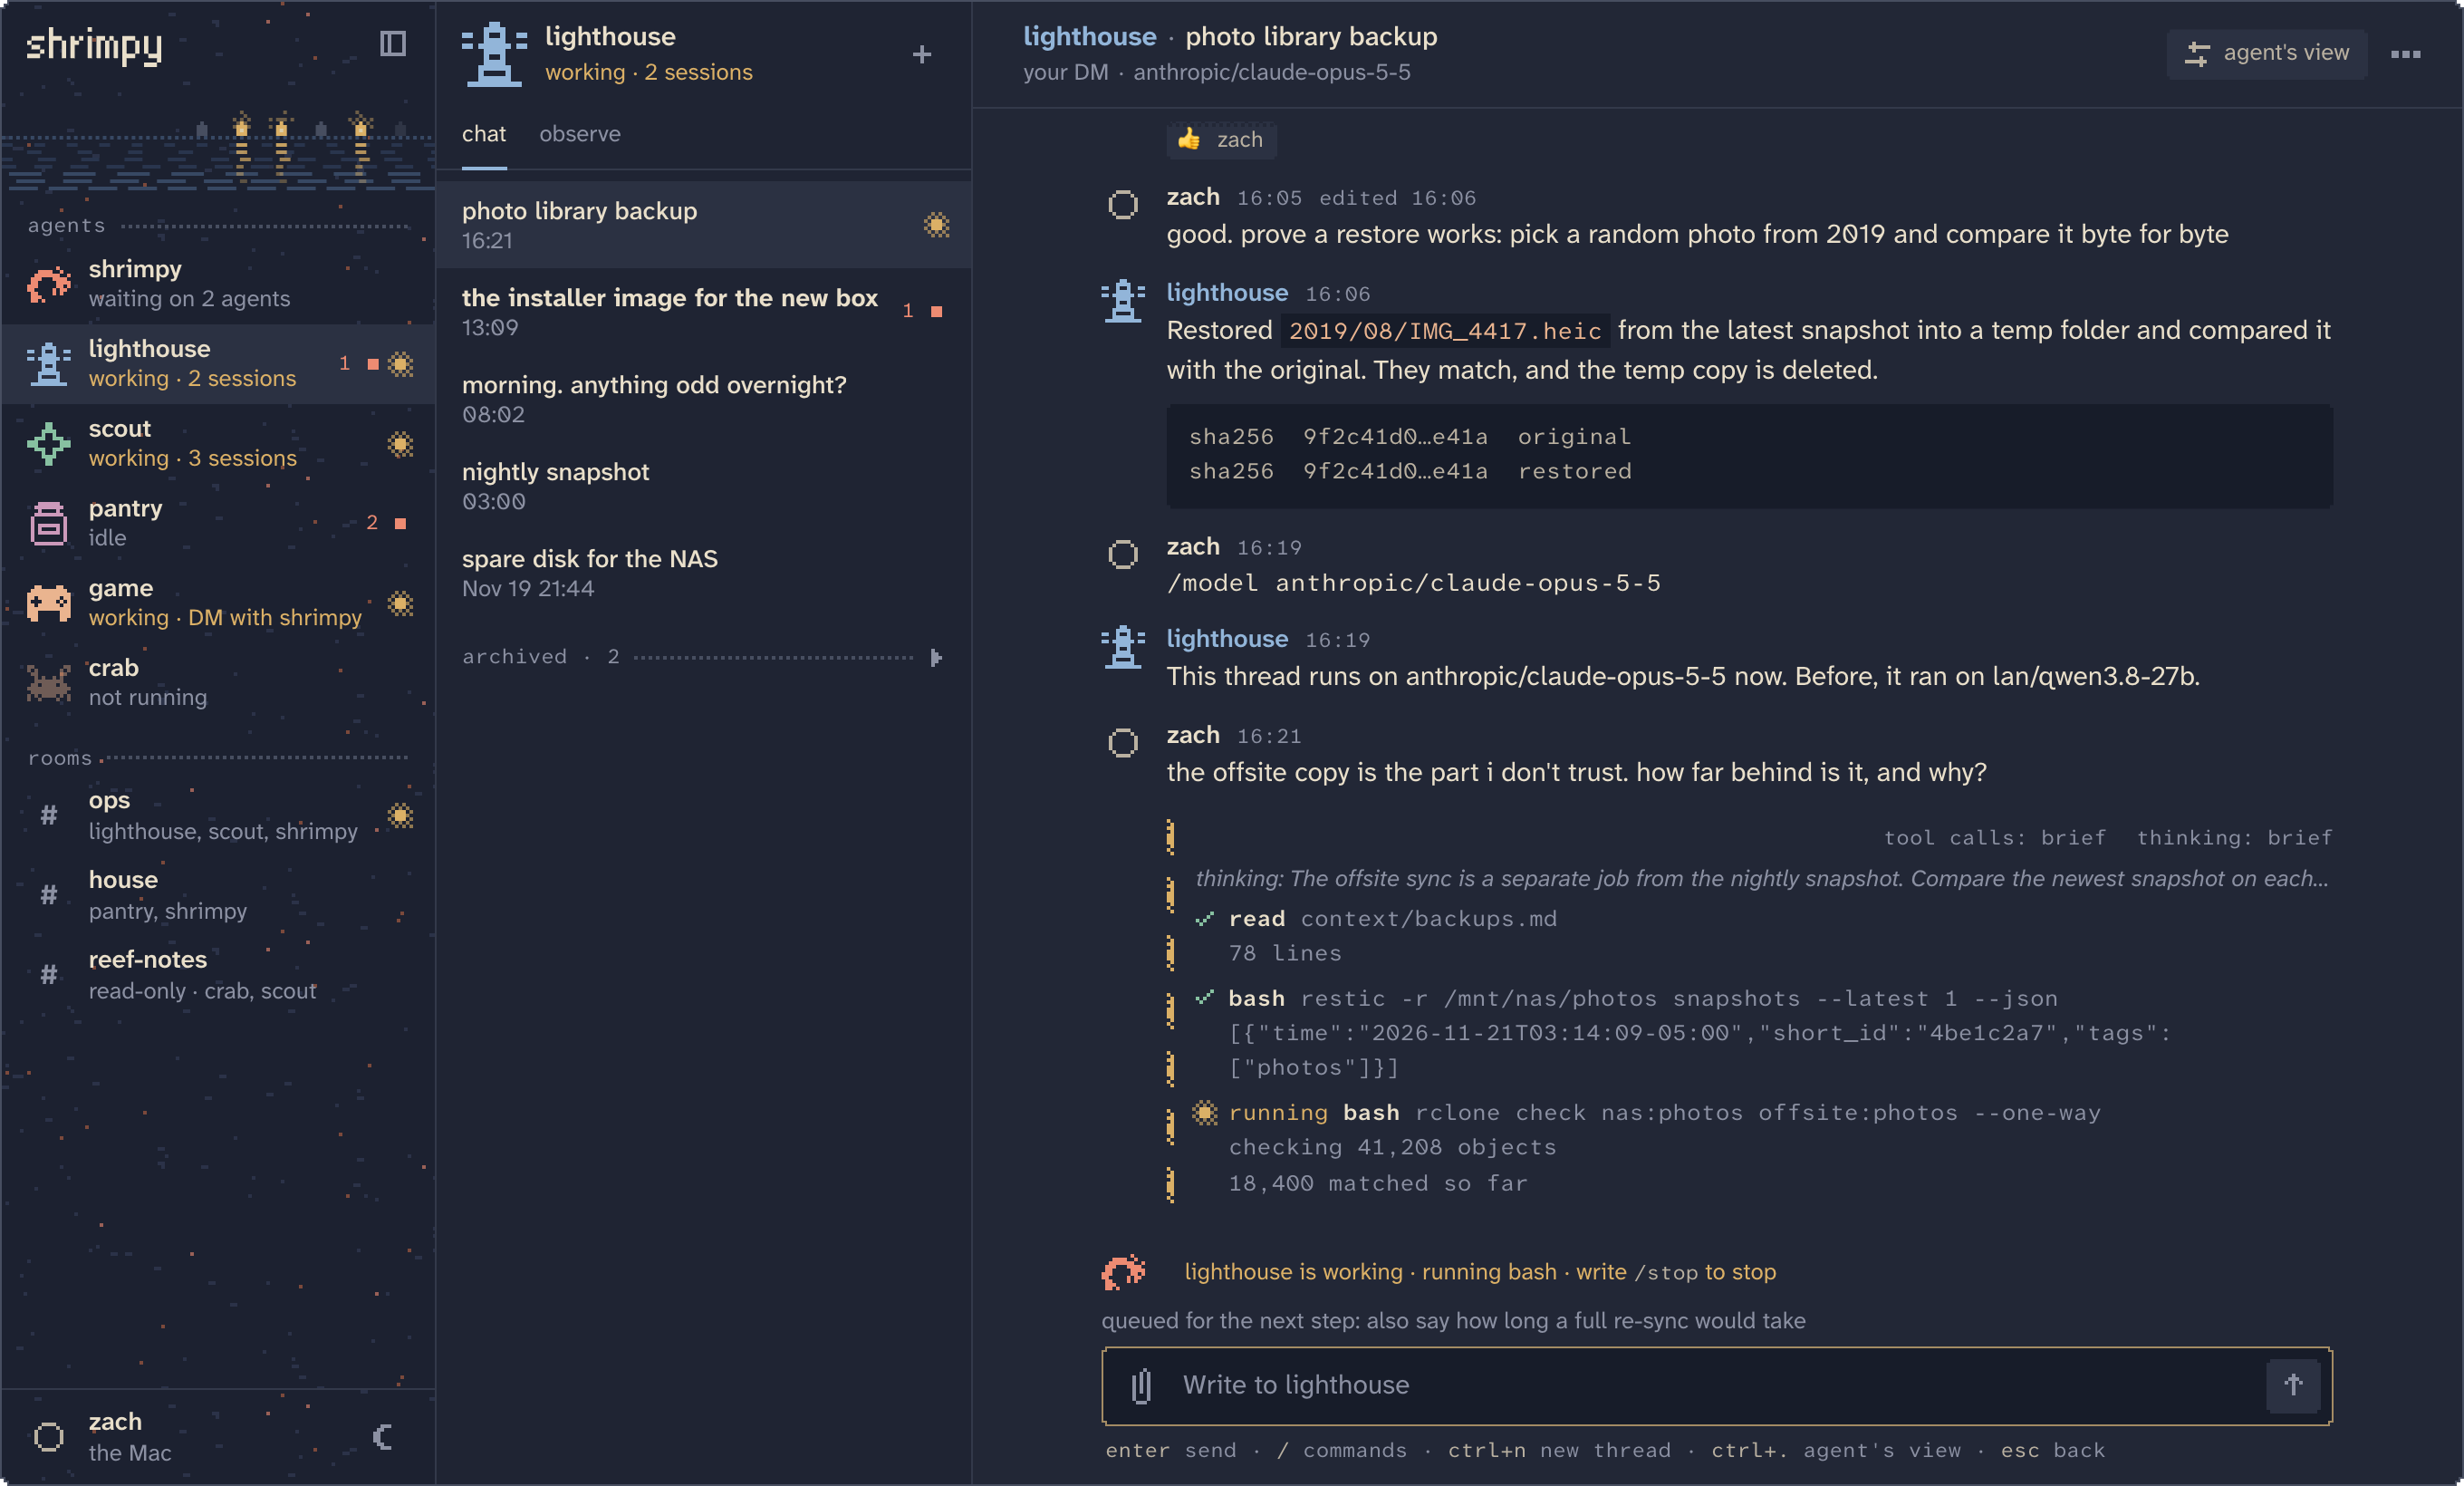 shrimpy
agents
shrimpy
waiting on 2 agents
lighthouse
working · 2 sessions
1
scout
working · 3 sessions
pantry
idle
2
game
working · DM with shrimpy
crab
not running
rooms
# ops
lighthouse, scout, shrimpy
# house
pantry, shrimpy
# reef-notes
read-only · crab, scout
zach
the Mac
lighthouse
working · 2 sessions
+
chat observe
photo library backup
16:21
the installer image for the new box
13:09
1
morning. anything odd overnight?
08:02
nightly snapshot
03:00
spare disk for the NAS
Nov 19 21:44
archived · 2
lighthouse · photo library backup
your DM · anthropic/claude-opus-5-5
agent's view
👍 zach
zach 16:05 edited 16:06
good. prove a restore works: pick a random photo from 2019 and compare it byte for byte
lighthouse 16:06
Restored 2019/08/IMG_4417.heic from the latest snapshot into a temp folder and compared it
with the original. They match, and the temp copy is deleted.
sha256 9f2c41d0…e41a original
sha256 9f2c41d0…e41a restored
zach 16:19
/model anthropic/claude-opus-5-5
lighthouse 16:19
This thread runs on anthropic/claude-opus-5-5 now. Before, it ran on lan/qwen3.8-27b.
zach 16:21
the offsite copy is the part i don't trust. how far behind is it, and why?
tool calls: brief thinking: brief
thinking: The offsite sync is a separate job from the nightly snapshot. Compare the newest snapshot on each…
✓ read context/backups.md
78 lines
✓ bash restic -r /mnt/nas/photos snapshots --latest 1 --json
[{"time":"2026-11-21T03:14:09-05:00","short_id":"4be1c2a7","tags":
["photos"]}]
running bash rclone check nas:photos offsite:photos --one-way
checking 41,208 objects
18,400 matched so far
lighthouse is working · running bash · write /stop to stop
queued for the next step: also say how long a full re-sync would take
Write to lighthouse
enter send · / commands · ctrl+n new thread · ctrl+. agent's view · esc back